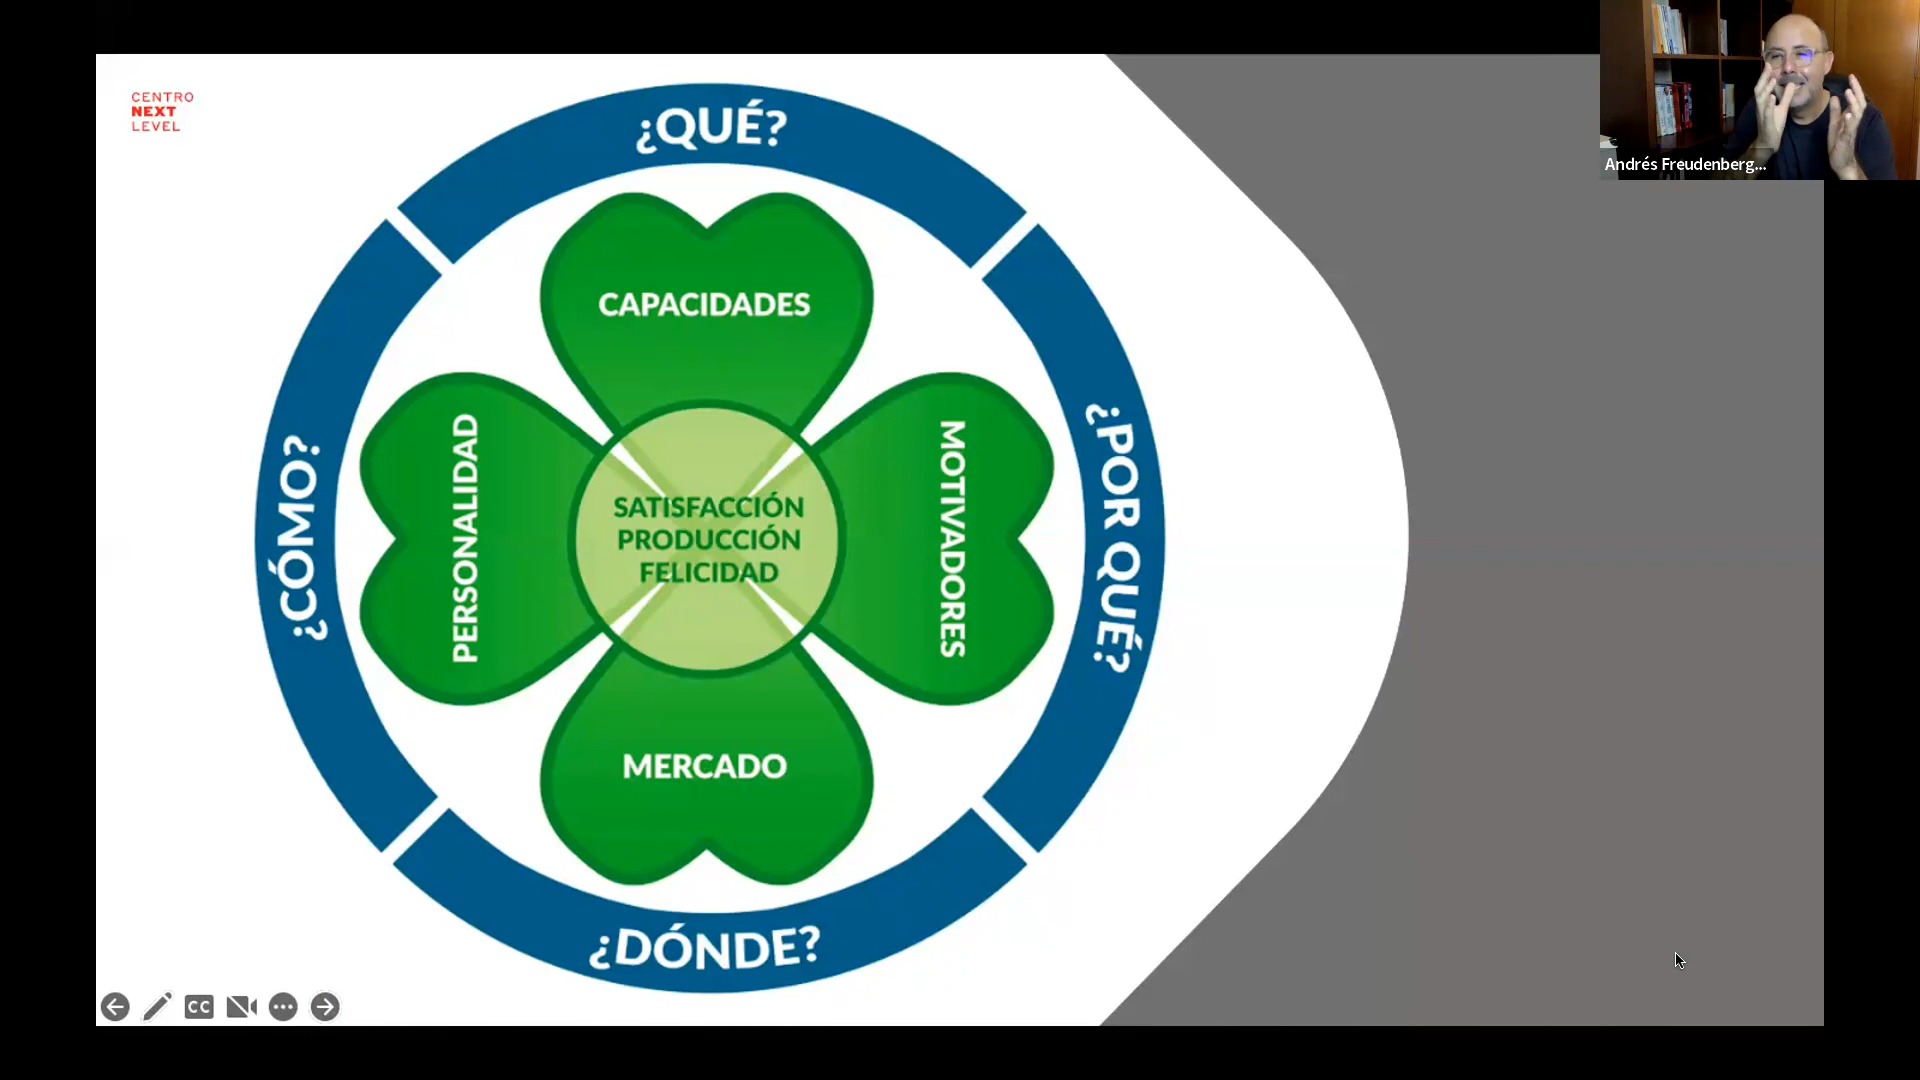 CENTRO
NEXT
LEVEL
Andrés Freudenberg...
¿QUÉ?
CAPACIDADES
¿CÓMO?
PERSONALIDAD
SATISFACCIÓN
PRODUCCIÓN
FELICIDAD
MOTIVADORES
¿POR QUÉ?
MERCADO
¿DÓNDE?
CC